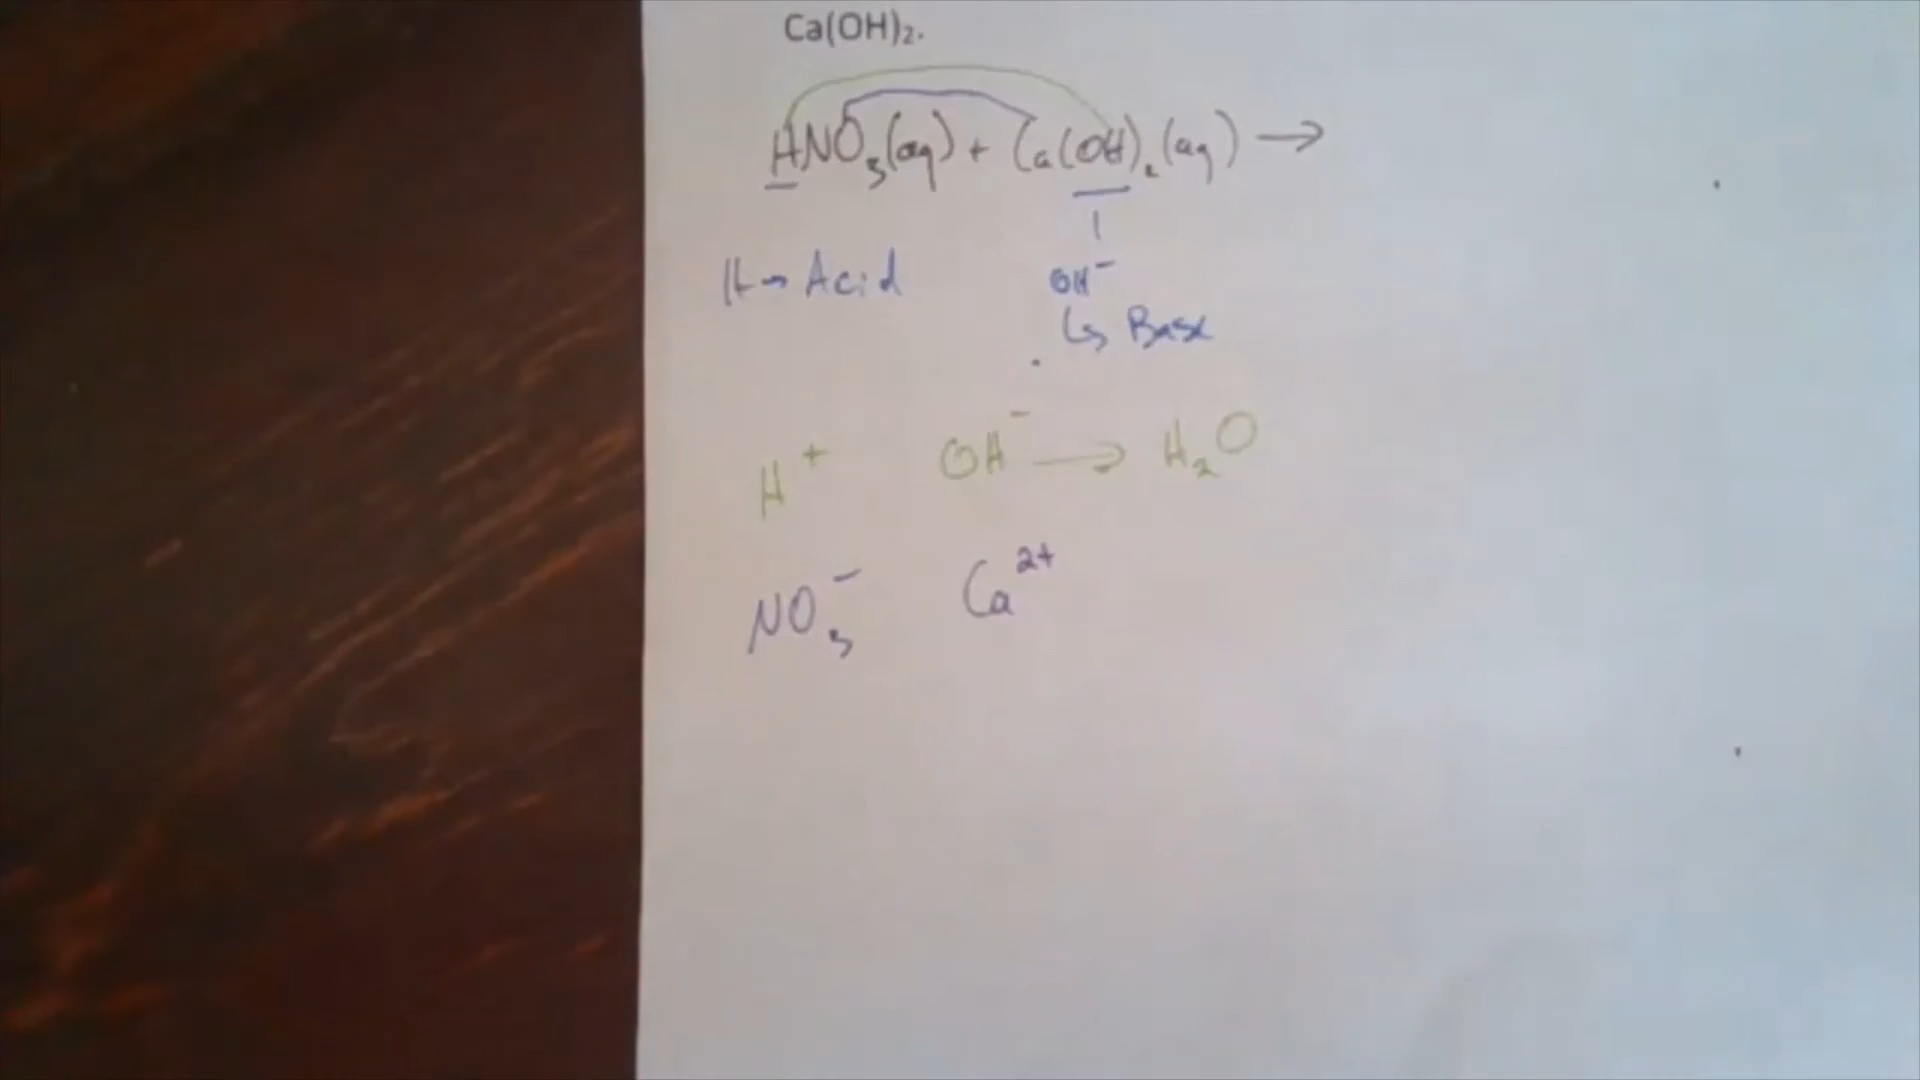 Ca(OH)₂.
HNO₃(aq) + Ca(OH)₂(aq) →
H → Acid
OH⁻
↳ Base
H⁺ OH⁻ → H₂O
NO₃⁻ Ca²⁺